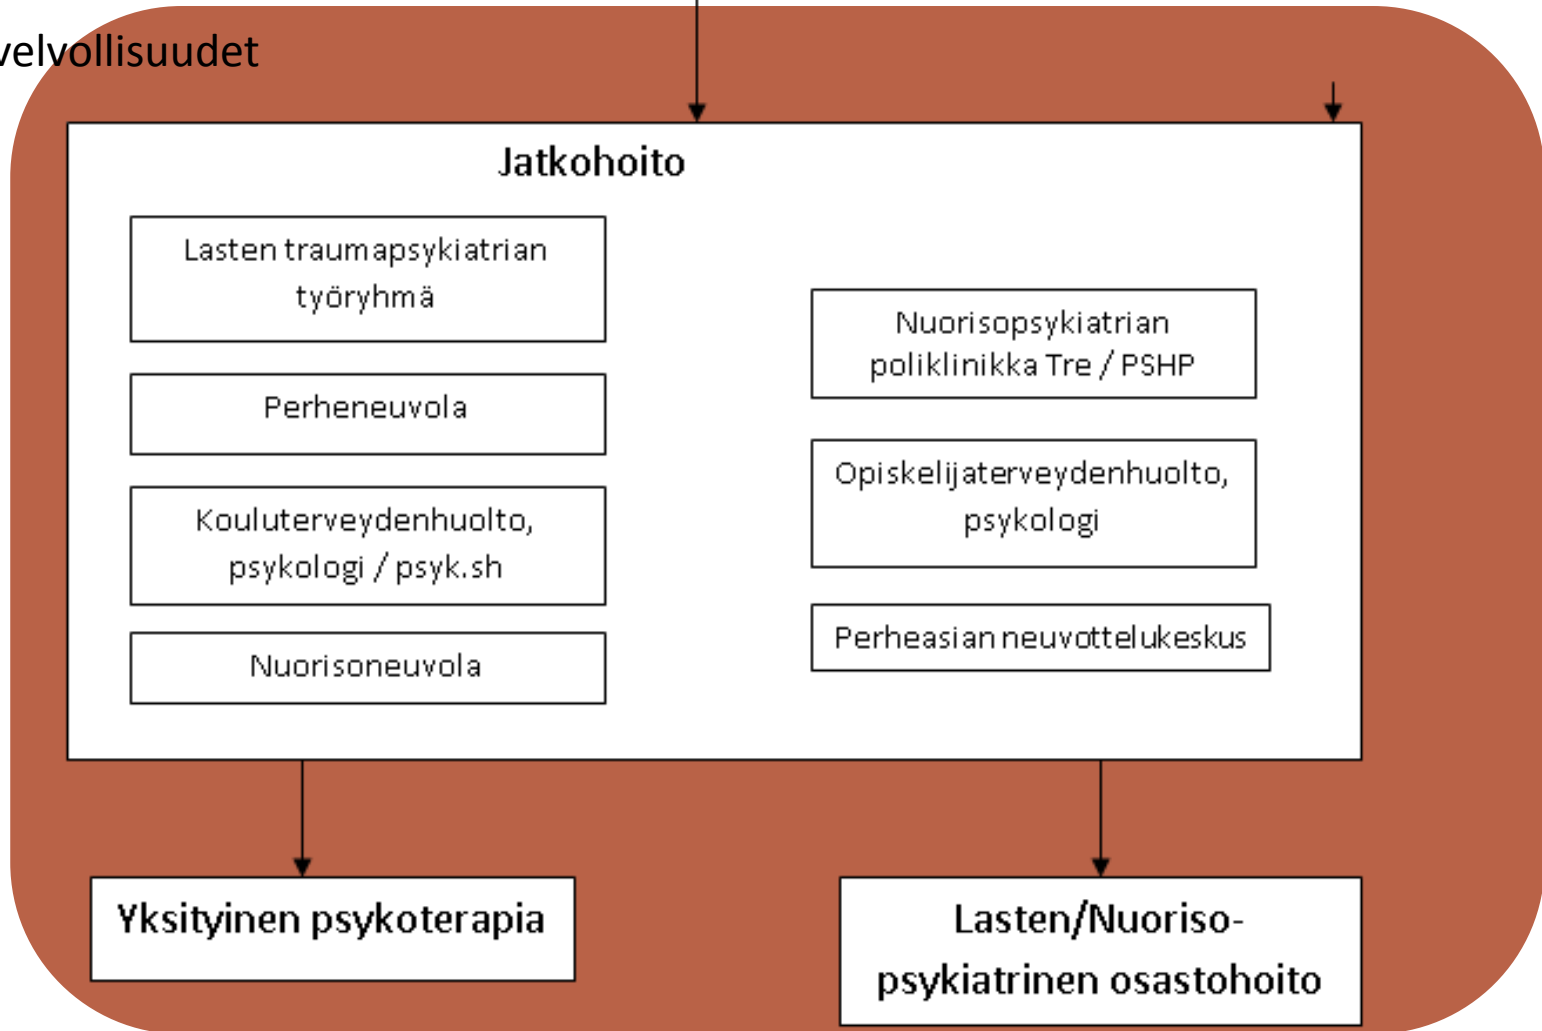 velvollisuudet
Jatkohoito
Lasten traumapsykiatrian
työryhmä
Perheneuvola
Kouluterveydenhuolto,
psykologi / psyk.sh
Nuorisoneuvola
Nuorisopsykiatrian
poliklinikka Tre / PSHP
Opiskelijaterveydenhuolto,
psykologi
Perheasian neuvottelukeskus
Yksityinen psykoterapia
Lasten/Nuoriso-
psykiatrinen osastohoito